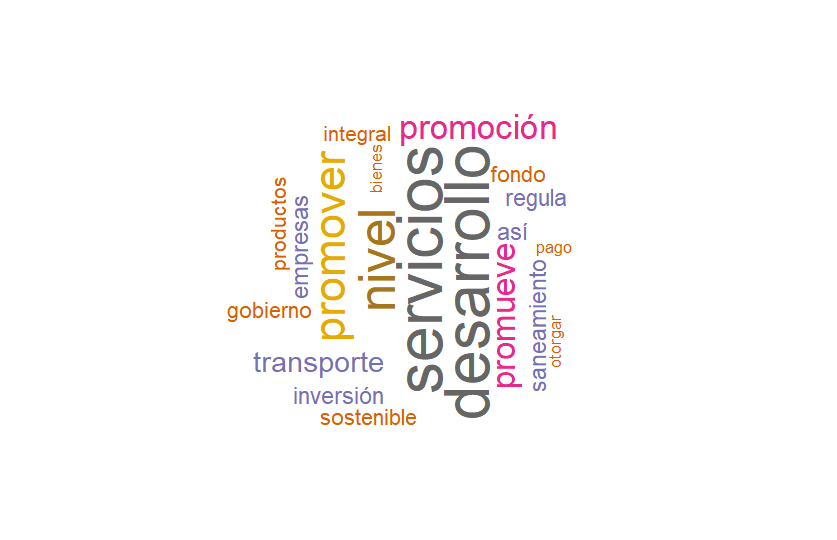 promoción
integral
bienes
servicios
desarrollo
promover
fondo
productos
regula
empresas
nivel
así
pago
promueve
saneamiento
gobierno
otorgar
transporte
inversión
sostenible